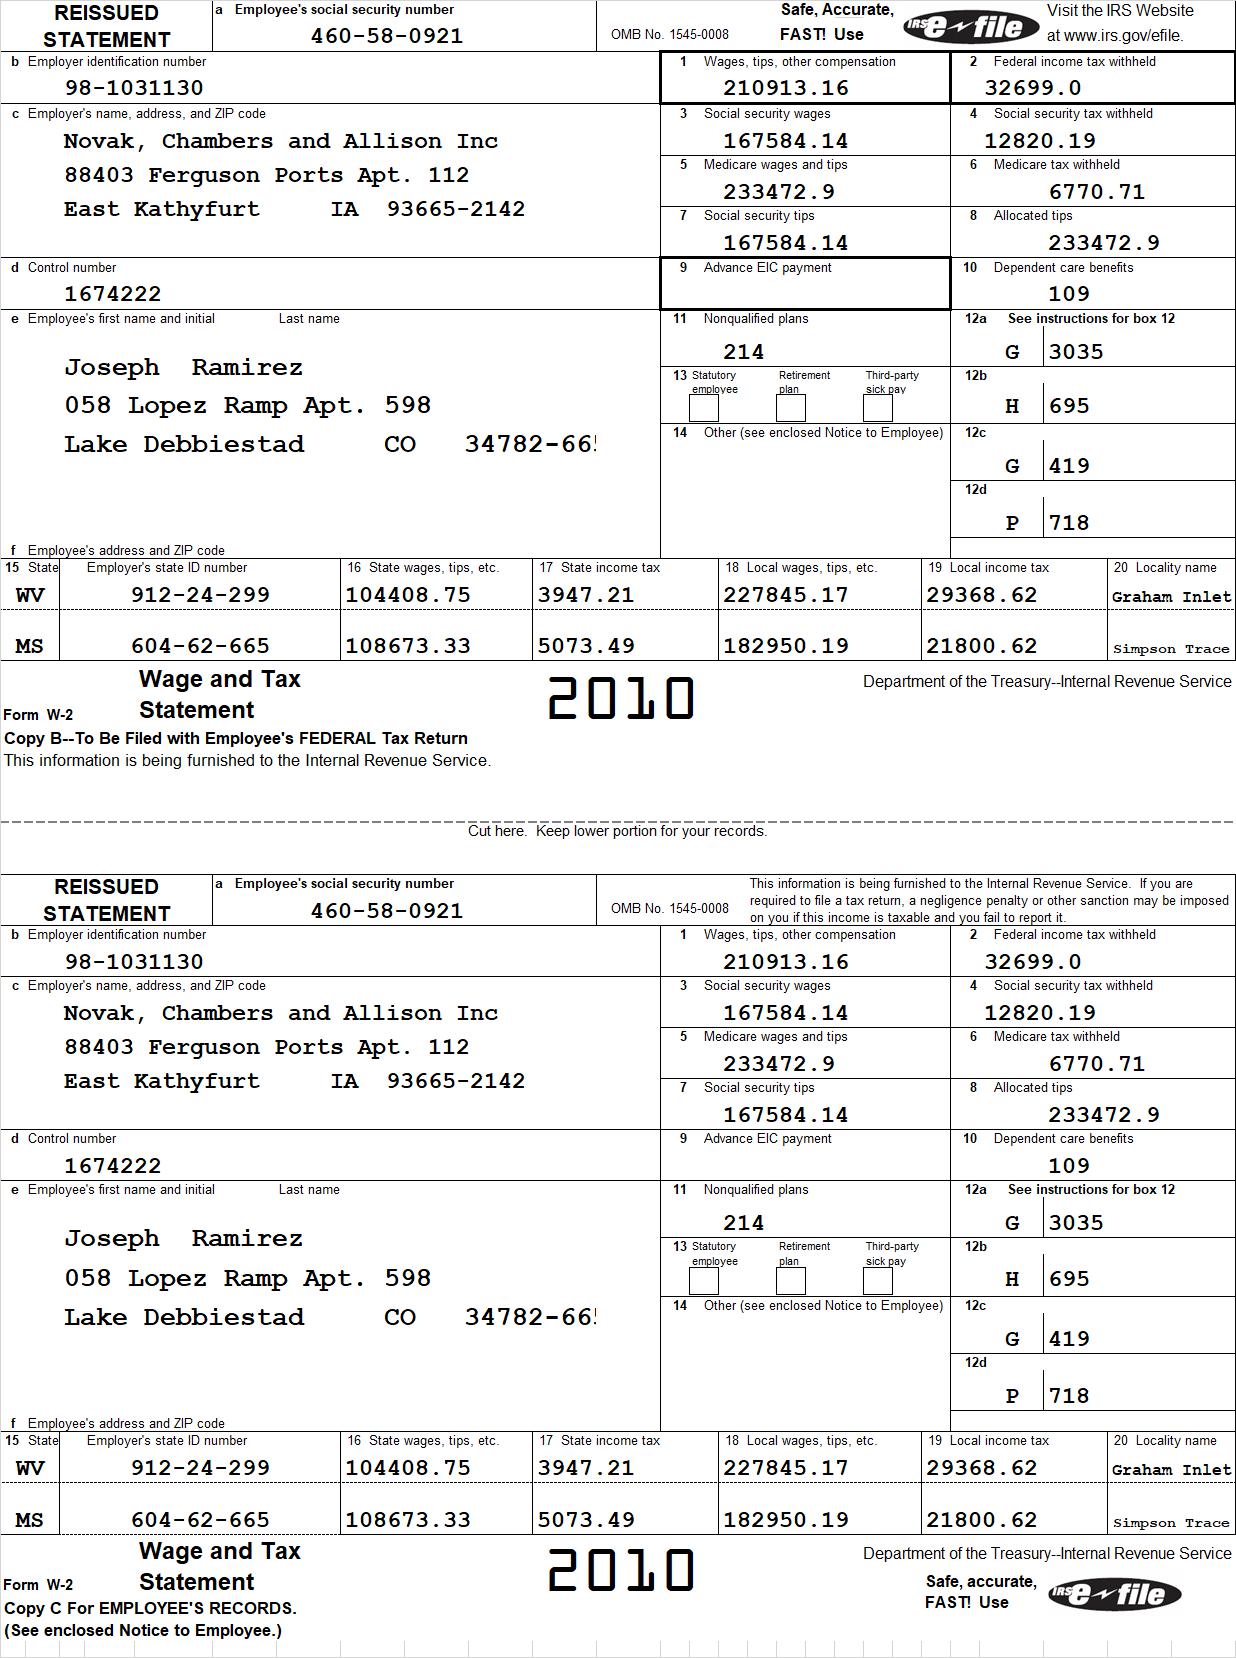 REISSUED STATEMENT
a Employee's social security number
460-58-0921
OMB No. 1545-0008
Safe, Accurate,
FAST! Use
IRS e-file
Visit the IRS Website
at www.irs.gov/efile.
b Employer identification number
98-1031130
1 Wages, tips, other compensation
210913.16
2 Federal income tax withheld
32699.0
c Employer's name, address, and ZIP code
Novak, Chambers and Allison Inc
88403 Ferguson Ports Apt. 112
East Kathyfurt IA 93665-2142
3 Social security wages
167584.14
4 Social security tax withheld
12820.19
5 Medicare wages and tips
233472.9
6 Medicare tax withheld
6770.71
7 Social security tips
167584.14
8 Allocated tips
233472.9
d Control number
1674222
9 Advance EIC payment
10 Dependent care benefits
109
e Employee's first name and initial Last name
Joseph Ramirez
058 Lopez Ramp Apt. 598
Lake Debbiestad CO 34782-66
11 Nonqualified plans
214
12a See instructions for box 12
G 3035
13 Statutory employee
Retirement plan
Third-party sick pay
12b
H 695
14 Other (see enclosed Notice to Employee)
12c
G 419
12d
P 718
f Employee's address and ZIP code
15 State Employer's state ID number 16 State wages, tips, etc. 17 State income tax 18 Local wages, tips, etc. 19 Local income tax 20 Locality name
WV 912-24-299 104408.75 3947.21 227845.17 29368.62 Graham Inlet
MS 604-62-665 108673.33 5073.49 182950.19 21800.62 Simpson Trace
Form W-2
Wage and Tax
Statement
2010
Department of the Treasury--Internal Revenue Service
Copy B--To Be Filed with Employee's FEDERAL Tax Return
This information is being furnished to the Internal Revenue Service.
Cut here. Keep lower portion for your records.
REISSUED STATEMENT
a Employee's social security number
460-58-0921
OMB No. 1545-0008
This information is being furnished to the Internal Revenue Service. If you are
required to file a tax return, a negligence penalty or other sanction may be imposed
on you if this income is taxable and you fail to report it.
b Employer identification number
98-1031130
1 Wages, tips, other compensation
210913.16
2 Federal income tax withheld
32699.0
c Employer's name, address, and ZIP code
Novak, Chambers and Allison Inc
88403 Ferguson Ports Apt. 112
East Kathyfurt IA 93665-2142
3 Social security wages
167584.14
4 Social security tax withheld
12820.19
5 Medicare wages and tips
233472.9
6 Medicare tax withheld
6770.71
7 Social security tips
167584.14
8 Allocated tips
233472.9
d Control number
1674222
9 Advance EIC payment
10 Dependent care benefits
109
e Employee's first name and initial Last name
Joseph Ramirez
058 Lopez Ramp Apt. 598
Lake Debbiestad CO 34782-66
11 Nonqualified plans
214
12a See instructions for box 12
G 3035
13 Statutory employee
Retirement plan
Third-party sick pay
12b
H 695
14 Other (see enclosed Notice to Employee)
12c
G 419
12d
P 718
f Employee's address and ZIP code
15 State Employer's state ID number 16 State wages, tips, etc. 17 State income tax 18 Local wages, tips, etc. 19 Local income tax 20 Locality name
WV 912-24-299 104408.75 3947.21 227845.17 29368.62 Graham Inlet
MS 604-62-665 108673.33 5073.49 182950.19 21800.62 Simpson Trace
Form W-2
Wage and Tax
Statement
2010
Department of the Treasury--Internal Revenue Service
Safe, accurate,
FAST! Use
IRS e-file
Copy C For EMPLOYEE'S RECORDS.
(See enclosed Notice to Employee.)